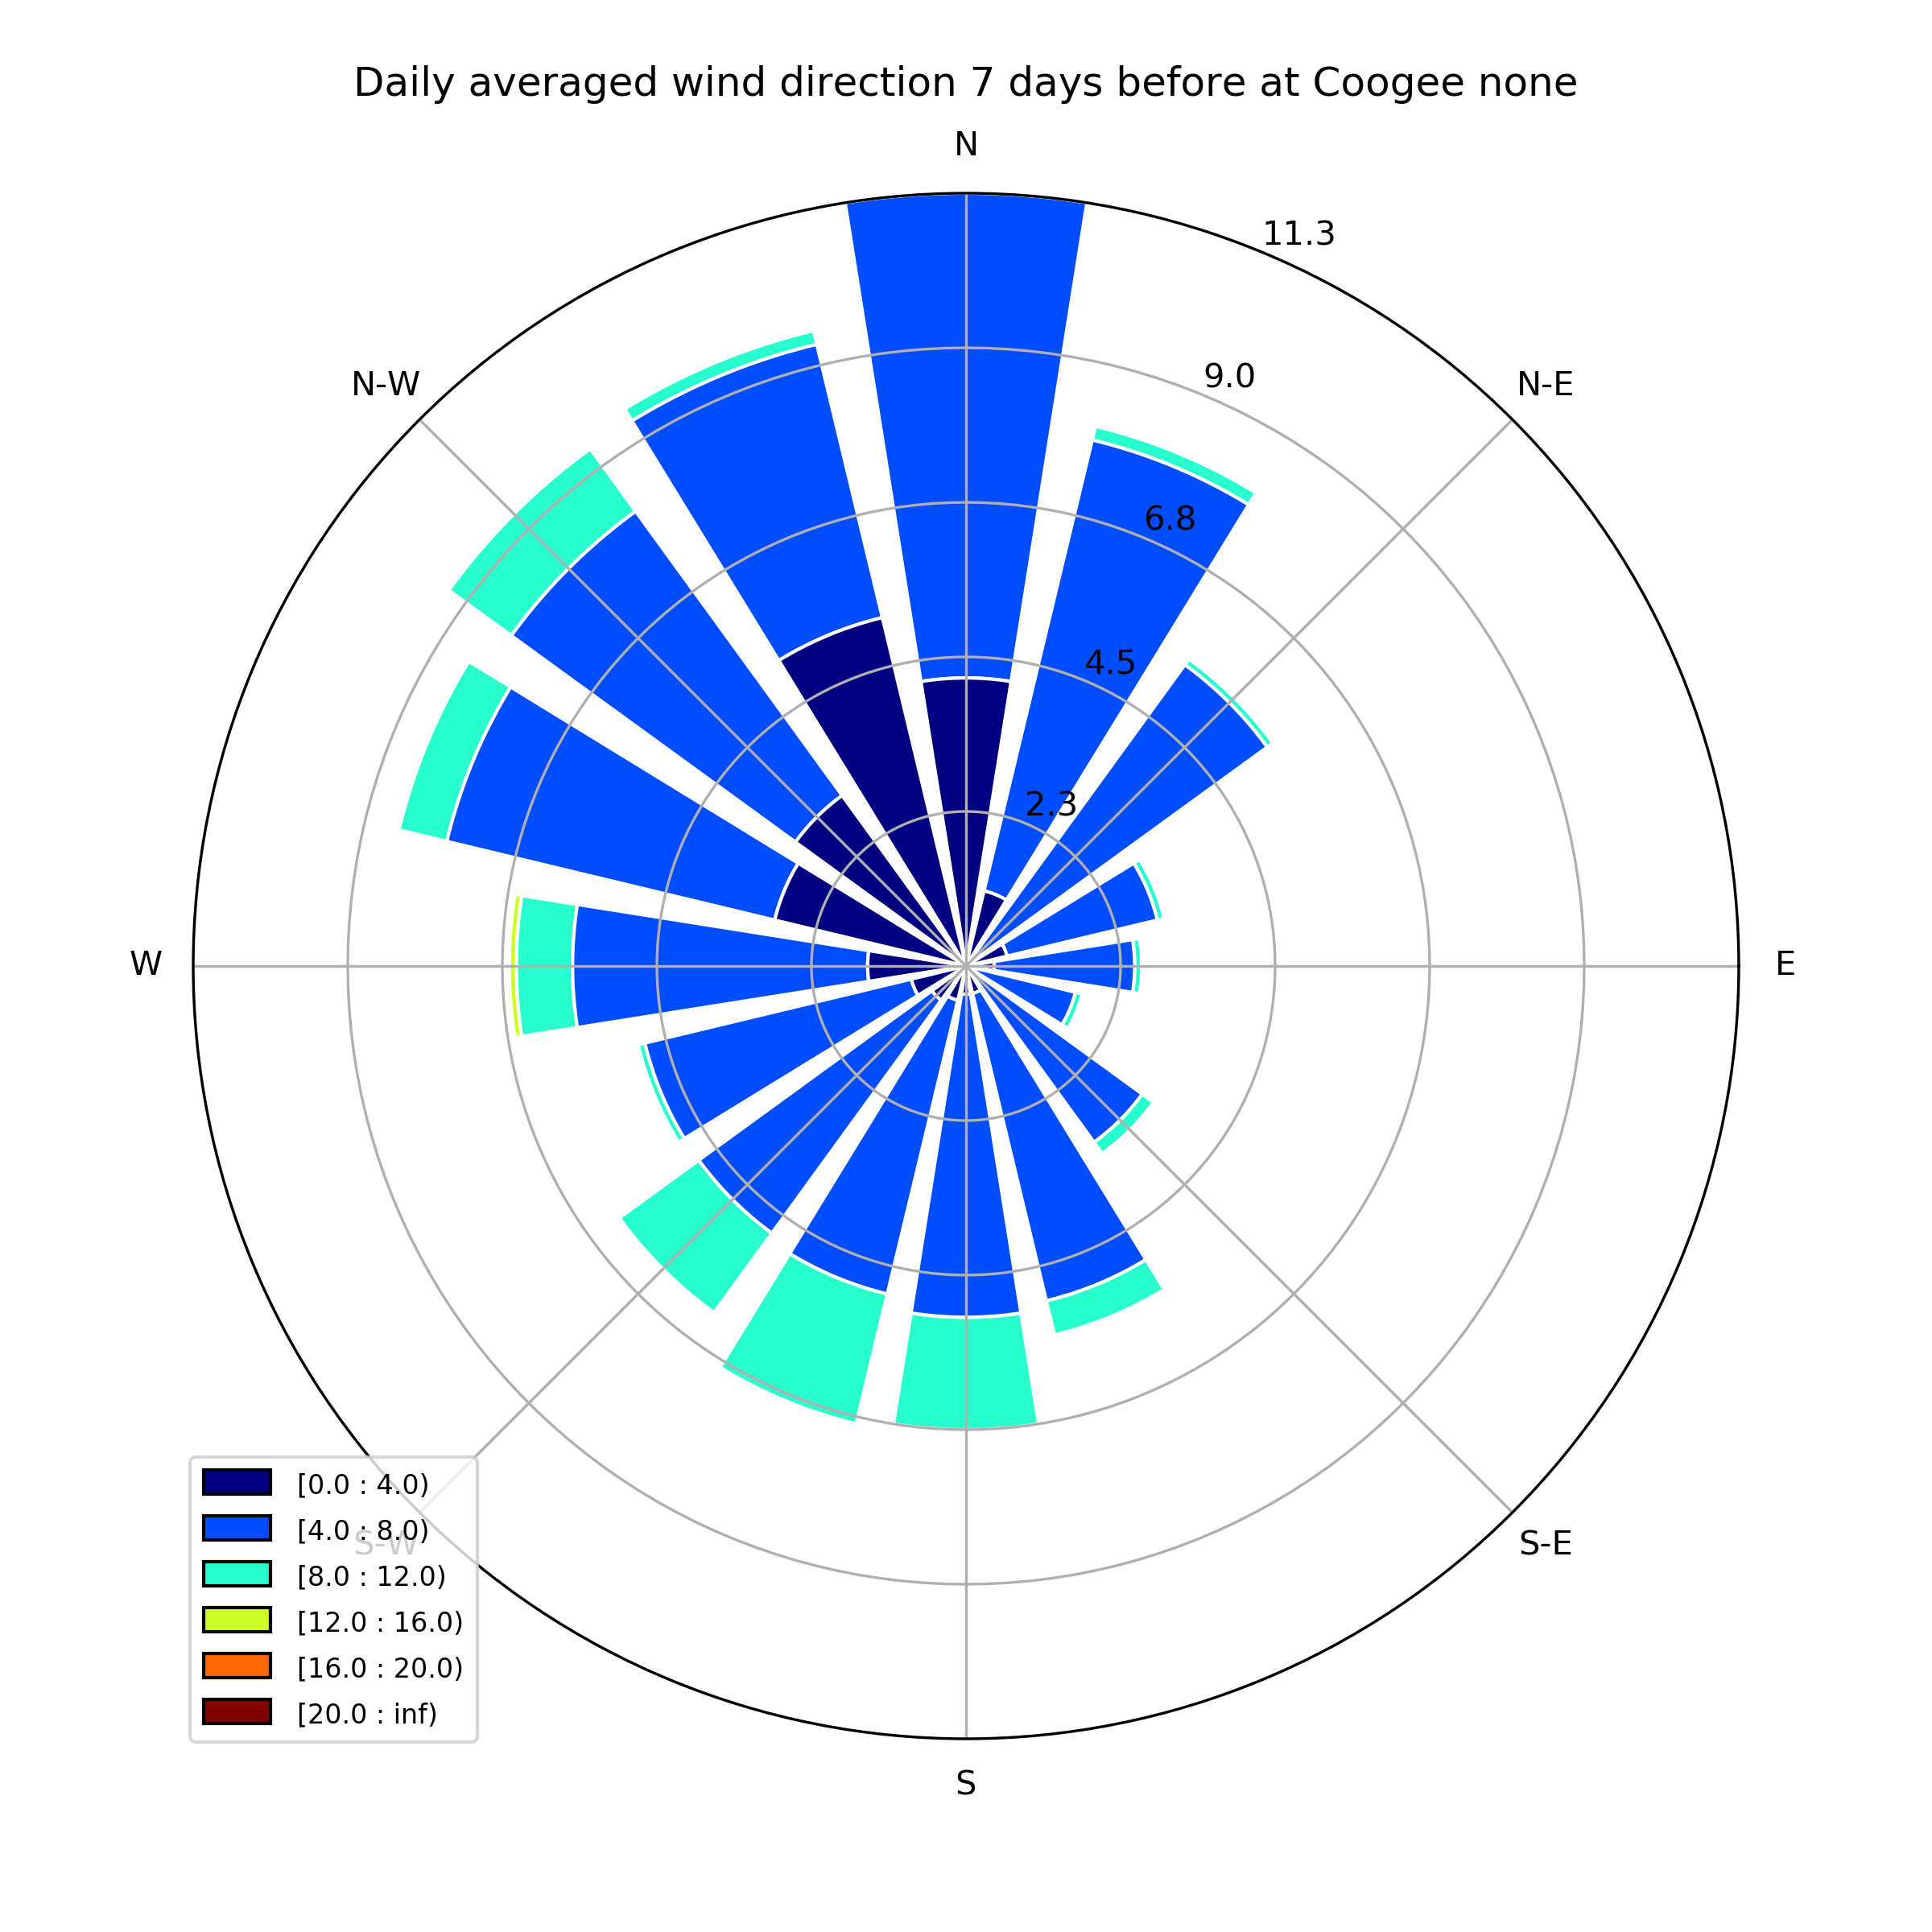 Daily averaged wind direction 7 days before at Coogee none
N
11.3
N-W
9.0
N-E
6.8
4.5
2.3
W
E
[0.0 : 4.0)
[4.0 : 8.0)
S-W
S-E
[8.0 : 12.0)
[12.0 : 16.0)
[16.0 : 20.0)
[20.0 : inf)
S